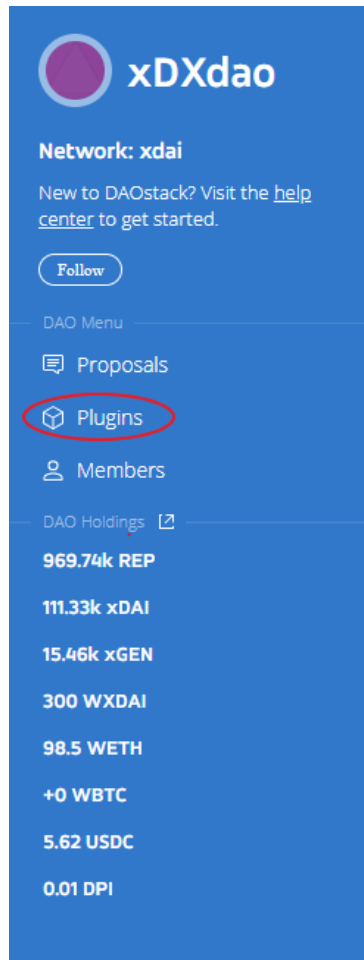 xDXdao
Network: xdai
New to DAOstack? Visit the help
center to get started.
Follow
DAO Menu
Proposals
Plugins
Members
DAO Holdings
969.74k REP
111.33k xDAI
15.46k xGEN
300 WXDAI
98.5 WETH
+0 WBTC
5.62 USDC
0.01 DPI